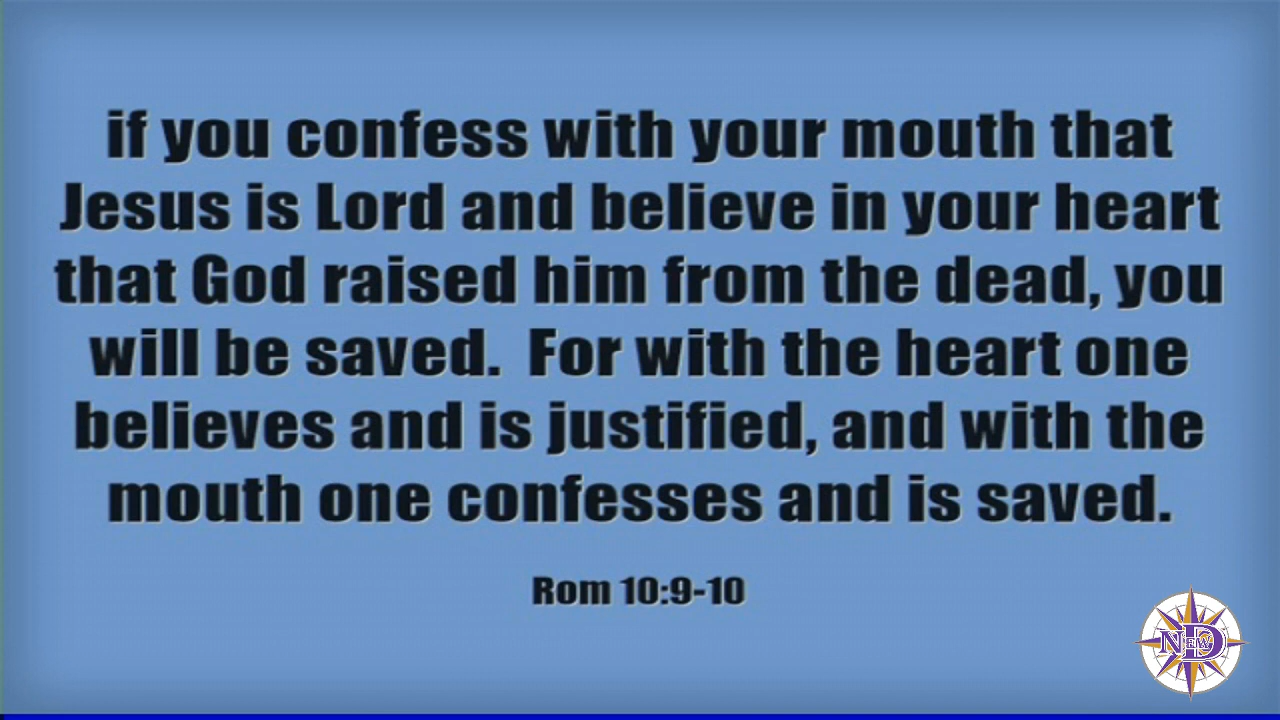 if you confess with your mouth that
Jesus is Lord and believe in your heart
that God raised him from the dead, you
will be saved.  For with the heart one
believes and is justified, and with the
mouth one confesses and is saved.
Rom 10:9-10
NEW D